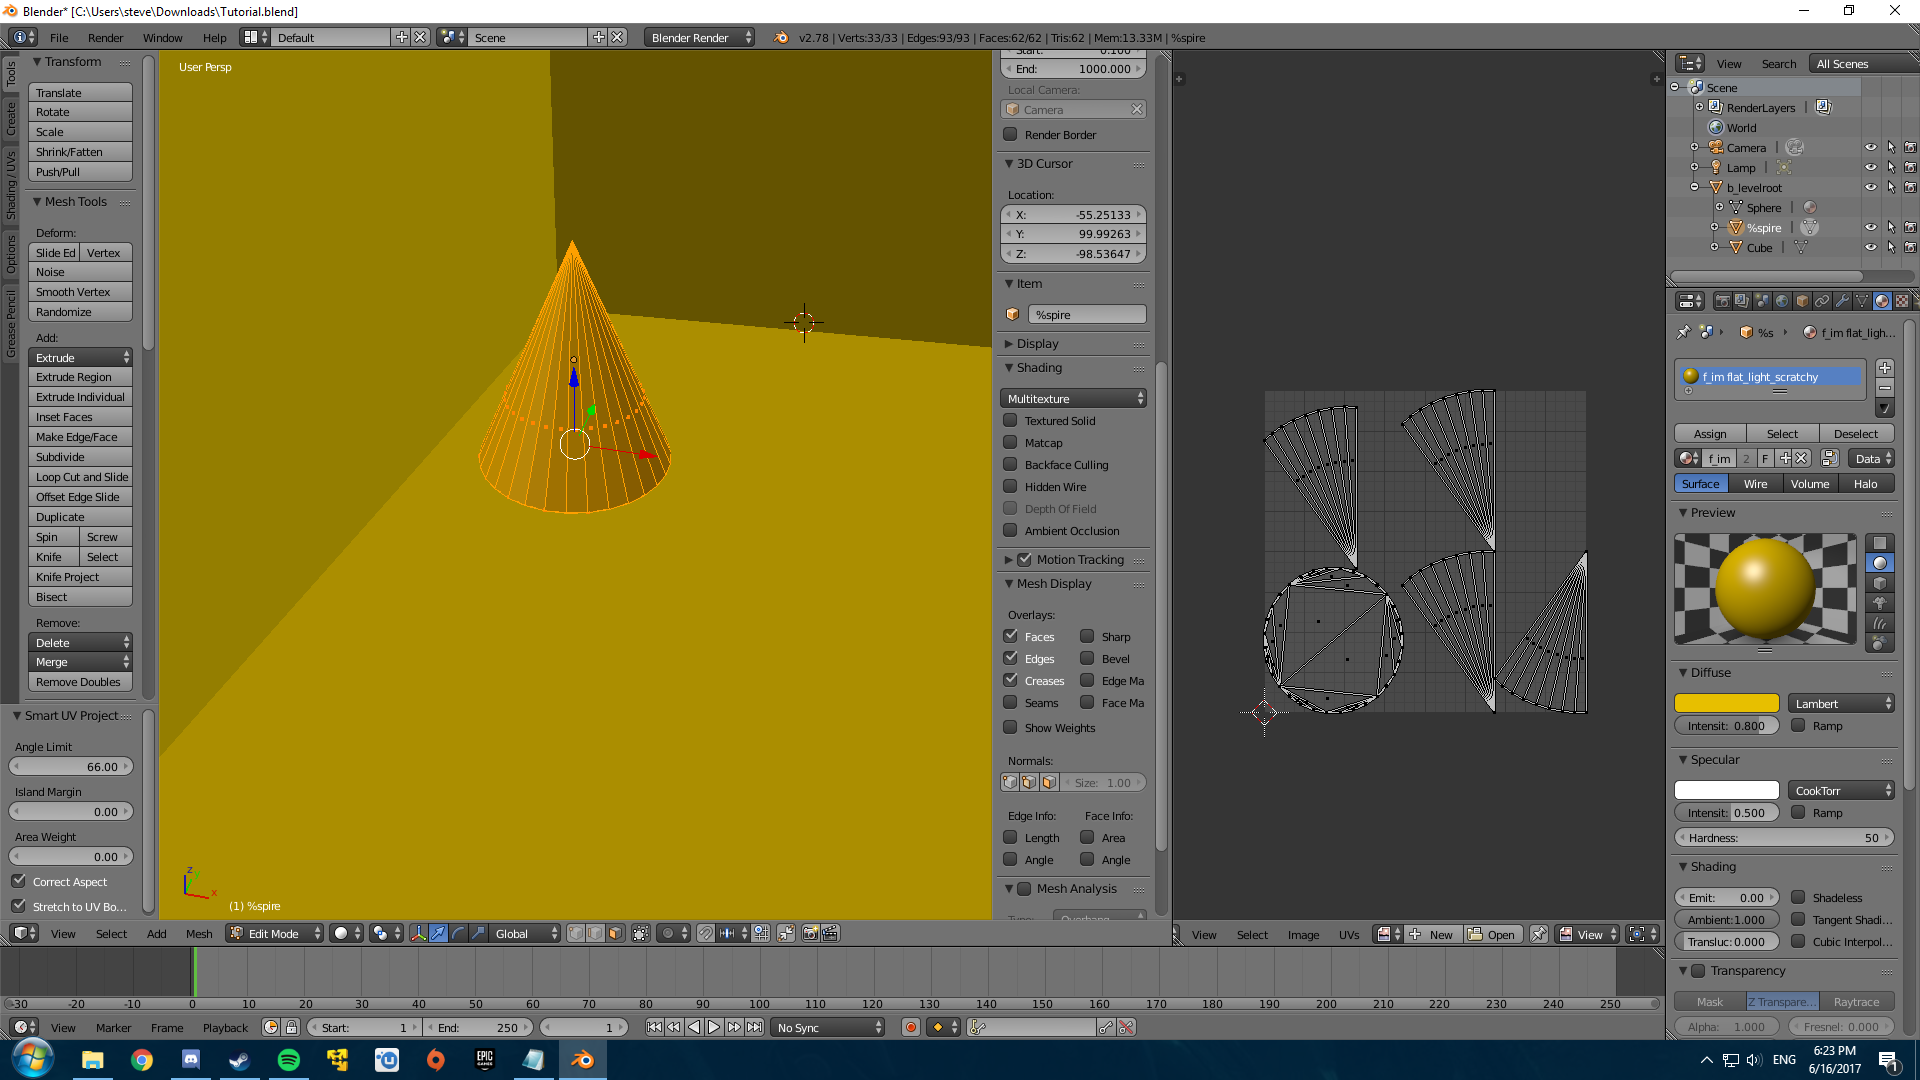 Blender* [C:\Users\steve\Downloads\Tutorial.blend]
File Render Window Help Default Scene Blender Render v2.78 | Verts:33/33 | Edges:93/93 | Faces:62/62 | Tris:62 | Mem:13.33M | %spire
Tools
Create
Shading / UVs
Options
Grease Pencil
Transform
Translate
Rotate
Scale
Shrink/Fatten
Push/Pull
Mesh Tools
Deform:
Slide Ed Vertex
Noise
Smooth Vertex
Randomize
Add:
Extrude
Extrude Region
Extrude Individual
Inset Faces
Make Edge/Face
Subdivide
Loop Cut and Slide
Offset Edge Slide
Duplicate
Spin Screw
Knife Select
Knife Project
Bisect
Remove:
Delete
Merge
Remove Doubles
Smart UV Project
Angle Limit
66.00
Island Margin
0.00
Area Weight
0.00
Correct Aspect
Stretch to UV Bo...
User Persp
(1) %spire
Start: 0.100
End: 1000.000
Local Camera:
Camera
Render Border
3D Cursor
Location:
X: -55.25133
Y: 99.99263
Z: -98.53647
Item
%spire
Display
Shading
Multitexture
Textured Solid
Matcap
Backface Culling
Hidden Wire
Depth Of Field
Ambient Occlusion
Motion Tracking
Mesh Display
Overlays:
Faces Sharp
Edges Bevel
Creases Edge Ma
Seams Face Ma
Show Weights
Normals:
Size: 1.00
Edge Info: Face Info:
Length Area
Angle Angle
Mesh Analysis
Type: Overhang
View Search All Scenes
Scene
RenderLayers
World
Camera
Lamp
b_levelroot
Sphere
%spire
Cube
%s f_im flat_ligh...
f_im flat_light_scratchy
Assign Select Deselect
f_im 2 F Data
Surface Wire Volume Halo
Preview
Diffuse
Lambert
Intensit: 0.800 Ramp
Specular
CookTorr
Intensit: 0.500 Ramp
Hardness: 50
Shading
Emit: 0.00 Shadeless
Ambient:1.000 Tangent Shadi...
Transluc:0.000 Cubic Interpol...
Transparency
Mask Z Transpare... Raytrace
Alpha: 1.000 Fresnel: 0.000
View Select Add Mesh Edit Mode Global
View Select Image UVs New Open View
-30 -20 -10 0 10 20 30 40 50 60 70 80 90 100 110 120 130 140 150 160 170 180 190 200 210 220 230 240 250
View Marker Frame Playback Start: 1 End: 250 1 No Sync
EPIC GAMES
ENG
6:23 PM
6/16/2017
1